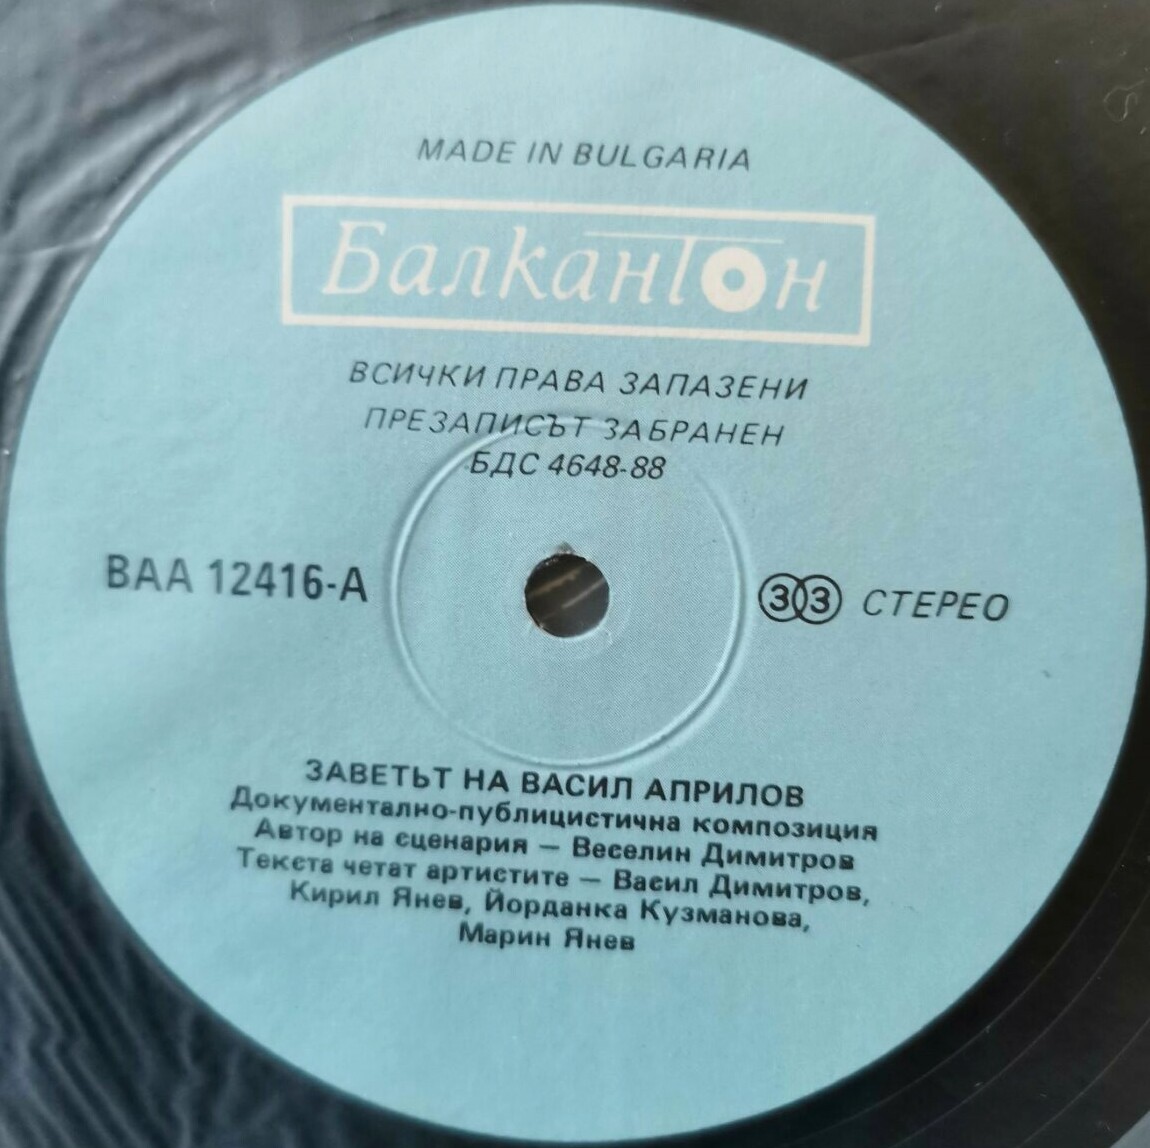 MADE IN BULGARIA
Балкантон
ВСИЧКИ ПРАВА ЗАПАЗЕНИ
ПРЕЗАПИСЪТ ЗАБРАНЕН
БДС 4648-88
ВАА 12416-А
33 СТЕРЕО
ЗАВЕТЪТ НА ВАСИЛ АПРИЛОВ
Документално-публицистична композиция
Автор на сценария — Веселин Димитров
Текста четат артистите — Васил Димитров,
Кирил Янев, Йорданка Кузманова,
Марин Янев